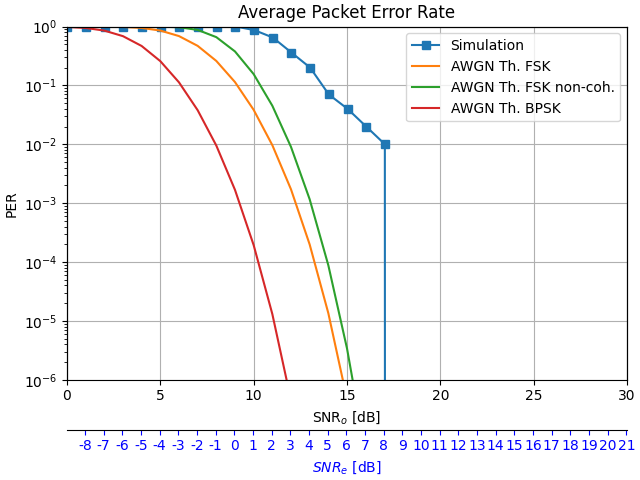 Average Packet Error Rate
10⁰
10⁻¹
10⁻²
10⁻³
10⁻⁴
10⁻⁵
10⁻⁶
PER
Simulation
AWGN Th. FSK
AWGN Th. FSK non-coh.
AWGN Th. BPSK
0 5 10 15 20 25 30
SNRₒ [dB]
-8 -7 -6 -5 -4 -3 -2 -1 0 1 2 3 4 5 6 7 8 9 10 11 12 13 14 15 16 17 18 19 20 21
SNRₑ [dB]